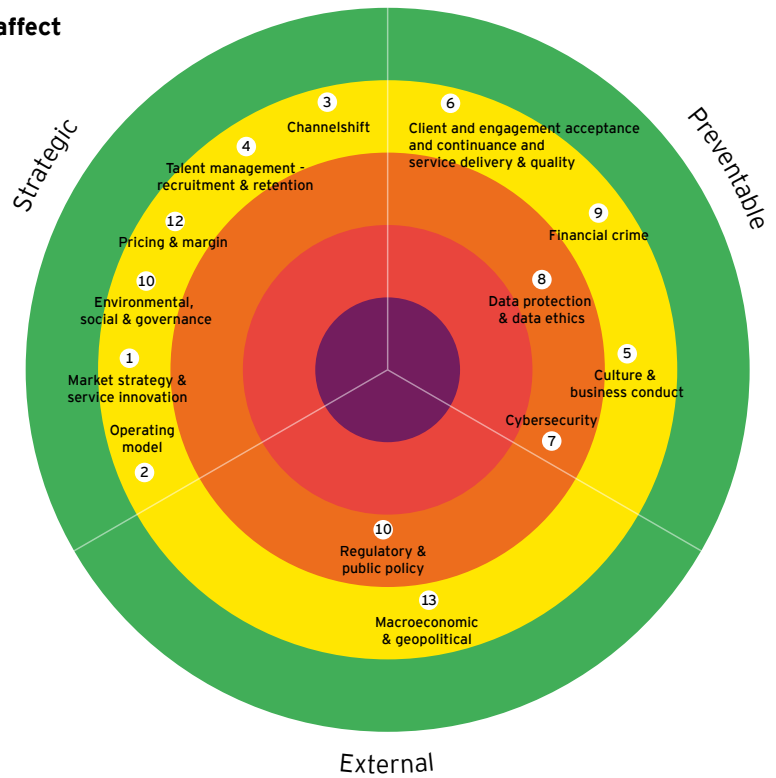 affect
Strategic
Preventable
External
3
Channelshift
4
Talent management -
recruitment & retention
12
Pricing & margin
10
Environmental,
social & governance
1
Market strategy &
service innovation
Operating
model
2
6
Client and engagement acceptance
and continuance and
service delivery & quality
9
Financial crime
8
Data protection
& data ethics
5
Culture &
business conduct
Cybersecurity
7
10
Regulatory &
public policy
13
Macroeconomic
& geopolitical